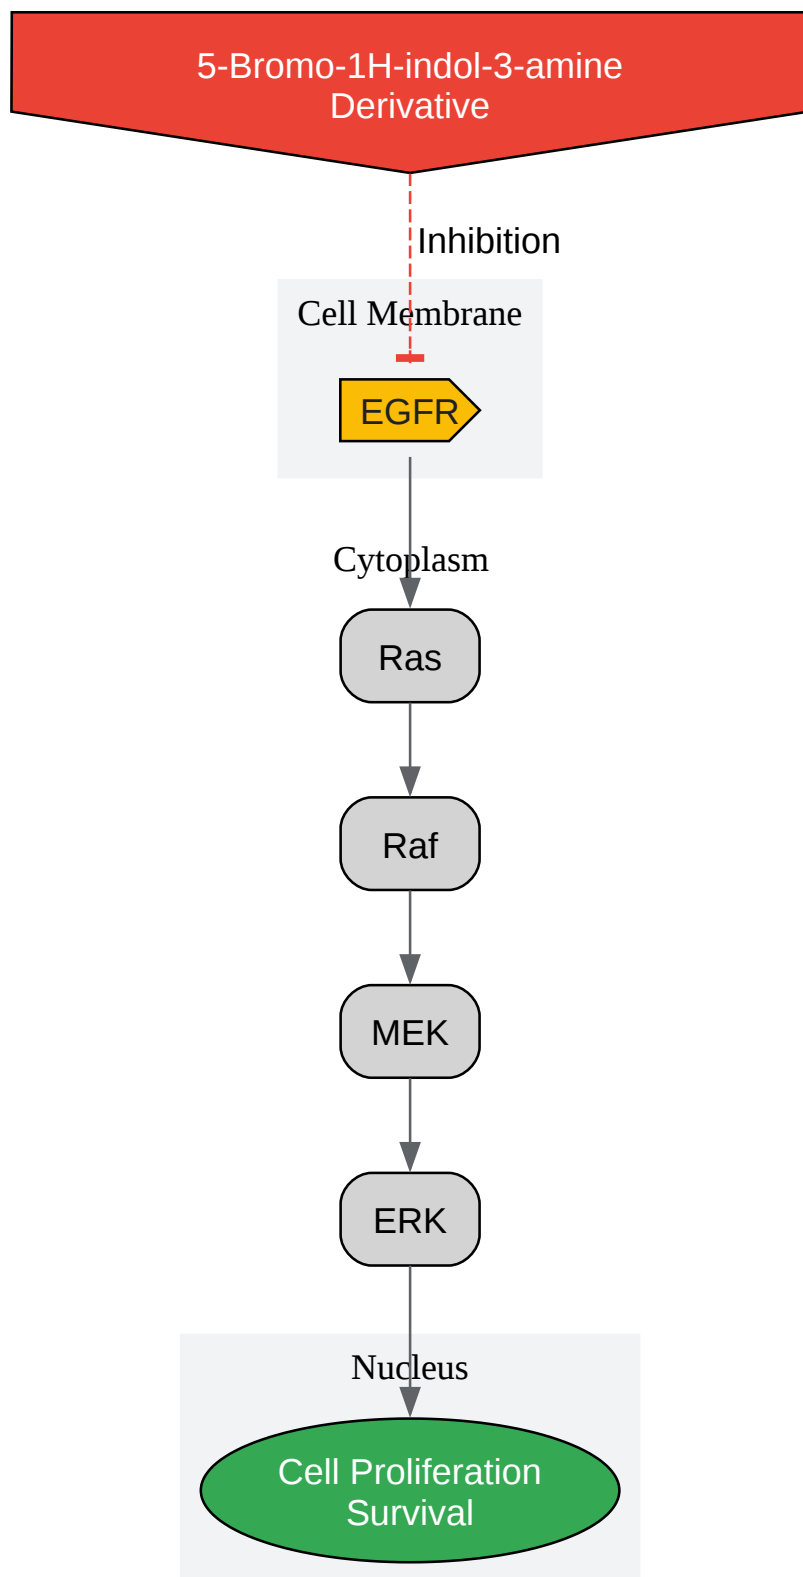 5-Bromo-1H-indol-3-amine
Derivative
Inhibition
Cell Membrane
EGFR
Cytoplasm
Ras
Raf
MEK
ERK
Nucleus
Cell Proliferation
Survival